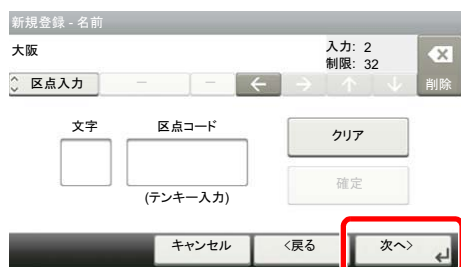 新規登録 - 名前
大阪
入力: 2
制限: 32
区点入力
削除
文字
区点コード
クリア
(テンキー入力)
確定
キャンセル
<戻る
次へ>